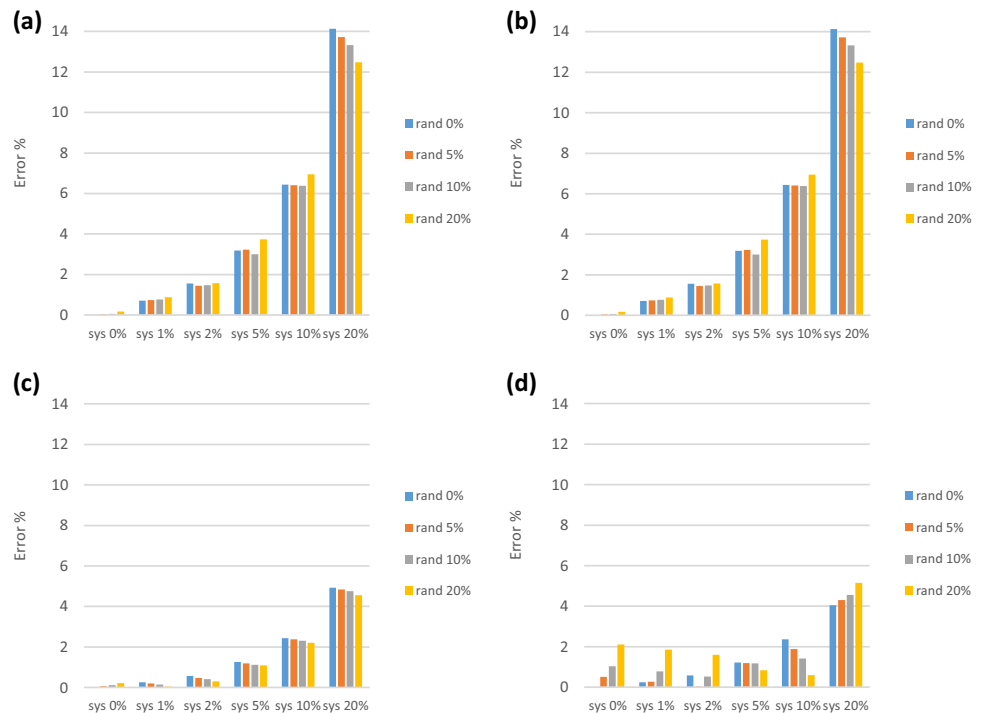 (a)
Error %
14
12
10
8
6
4
2
0
sys 0% sys 1% sys 2% sys 5% sys 10% sys 20%
rand 0%
rand 5%
rand 10%
rand 20%
(b)
Error %
14
12
10
8
6
4
2
0
sys 0% sys 1% sys 2% sys 5% sys 10% sys 20%
rand 0%
rand 5%
rand 10%
rand 20%
(c)
Error %
14
12
10
8
6
4
2
0
sys 0% sys 1% sys 2% sys 5% sys 10% sys 20%
rand 0%
rand 5%
rand 10%
rand 20%
(d)
Error %
14
12
10
8
6
4
2
0
sys 0% sys 1% sys 2% sys 5% sys 10% sys 20%
rand 0%
rand 5%
rand 10%
rand 20%